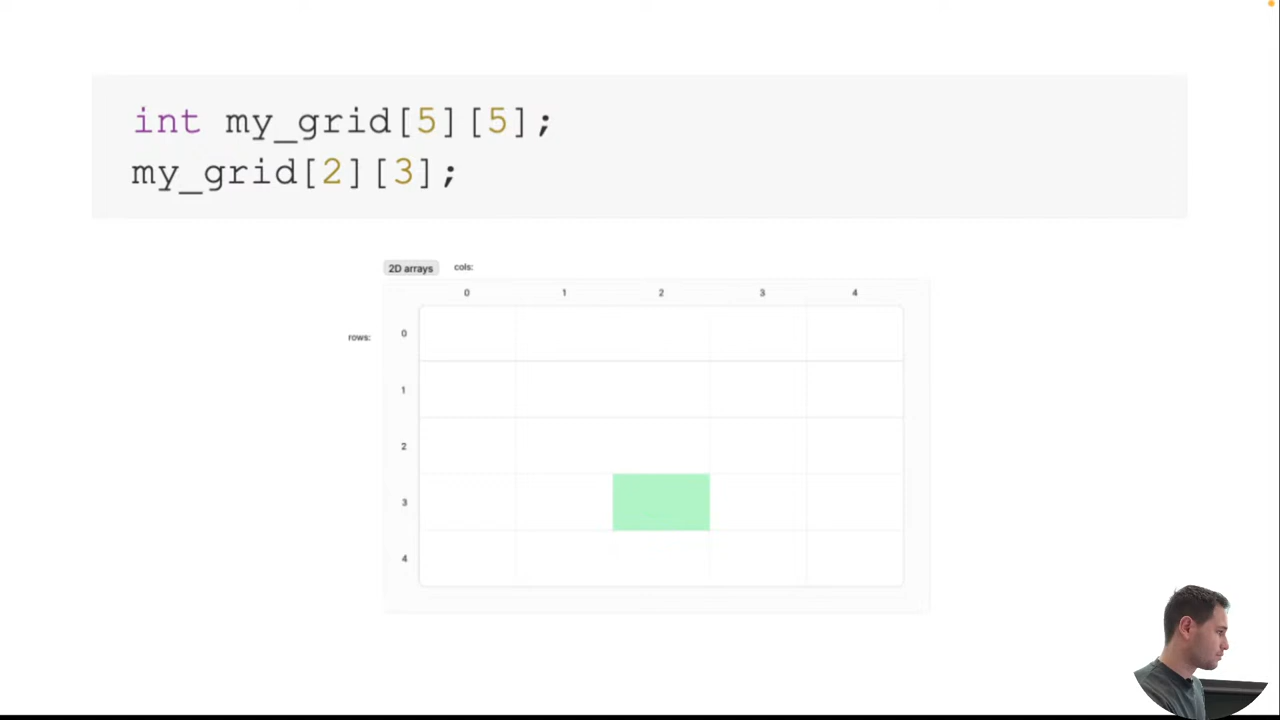 int my_grid[5][5];
my_grid[2][3];
2D arrays cols:
0 1 2 3 4
rows: 0
1
2
3
4